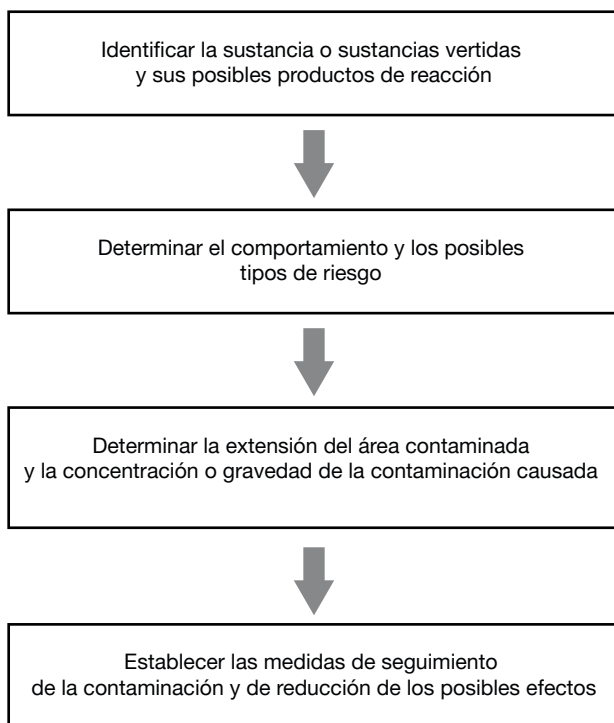 Identificar la sustancia o sustancias vertidas
y sus posibles productos de reacción
Determinar el comportamiento y los posibles
tipos de riesgo
Determinar la extensión del área contaminada
y la concentración o gravedad de la contaminación causada
Establecer las medidas de seguimiento
de la contaminación y de reducción de los posibles efectos